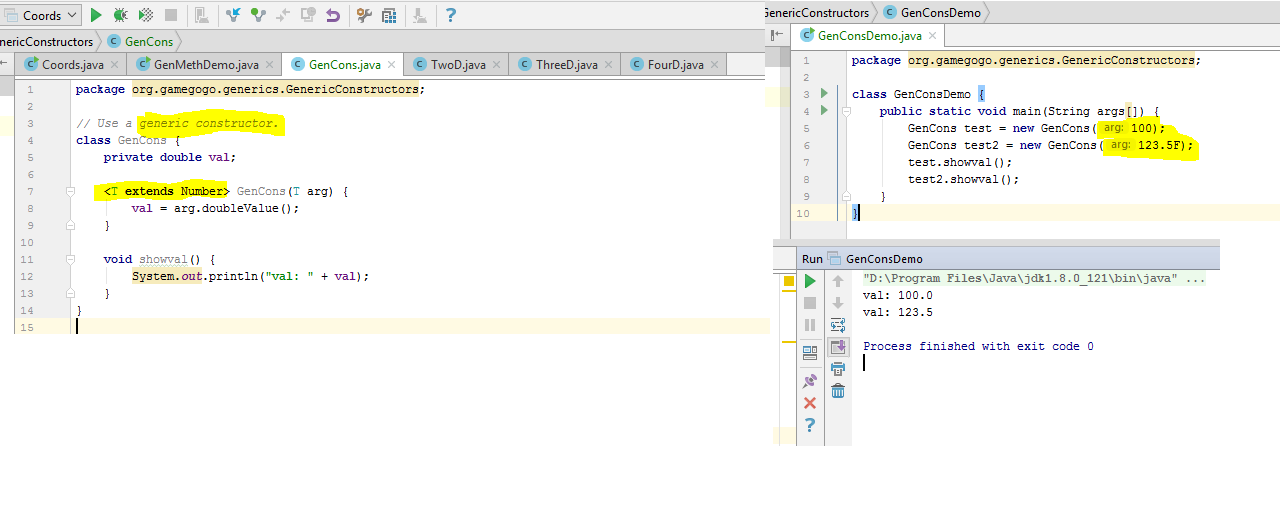 Coords
nericConstructors GenCons
Coords.java GenMethDemo.java GenCons.java TwoD.java ThreeD.java FourD.java
1 package org.gamegogo.generics.GenericConstructors;
2
3 // Use a generic constructor.
4 class GenCons {
5 private double val;
6
7 <T extends Number> GenCons(T arg) {
8 val = arg.doubleValue();
9 }
10
11 void showval() {
12 System.out.println("val: " + val);
13 }
14 }
15
GenericConstructors GenConsDemo
GenConsDemo.java
1 package org.gamegogo.generics.GenericConstructors;
2
3 class GenConsDemo {
4 public static void main(String args[]) {
5 GenCons test = new GenCons( arg: 100);
6 GenCons test2 = new GenCons( arg: 123.5F);
7 test.showval();
8 test2.showval();
9 }
10 }
Run GenConsDemo
"D:\Program Files\Java\jdk1.8.0_121\bin\java" ...
val: 100.0
val: 123.5
Process finished with exit code 0